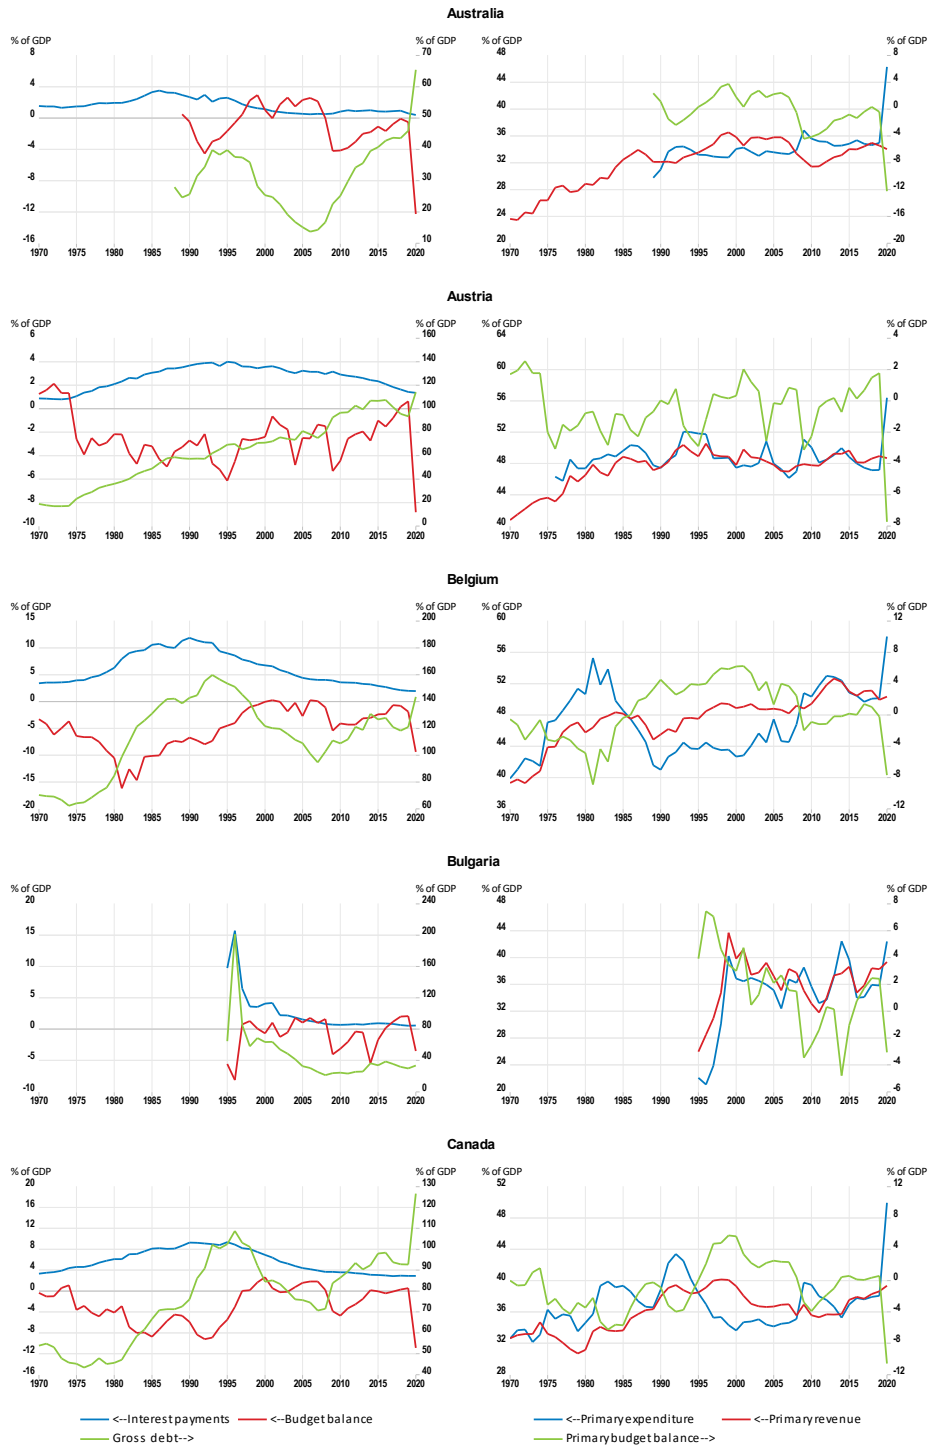 Australia
% of GDP % of GDP % of GDP % of GDP
8 70 48 8
4 60 44 4
0 50 40 0
-4 40 36 -4
-8 30 32 -8
-12 20 28 -12
24 -16
-16 10 20 -20
1970 1975 1980 1985 1990 1995 2000 2005 2010 2015 2020 1970 1975 1980 1985 1990 1995 2000 2005 2010 2015 2020
Austria
% of GDP % of GDP % of GDP % of GDP
6 160 64 4
4 140 60 2
2 120 56 0
0 100 52 -2
-2 80 48 -4
-4 60 44 -6
-6 40
-8 20
-10 0 40 -8
1970 1975 1980 1985 1990 1995 2000 2005 2010 2015 2020 1970 1975 1980 1985 1990 1995 2000 2005 2010 2015 2020
Belgium
% of GDP % of GDP % of GDP % of GDP
15 200 60 12
10 180 56 8
5 160 52 4
0 140 48 0
-5 120 44 -4
-10 100 40 -8
-15 80
-20 60 36 -12
1970 1975 1980 1985 1990 1995 2000 2005 2010 2015 2020 1970 1975 1980 1985 1990 1995 2000 2005 2010 2015 2020
Bulgaria
% of GDP % of GDP % of GDP % of GDP
20 240 48 8
15 200 44 6
10 160 40 4
5 120 36 2
0 80 32 0
-5 40 28 -2
24 -4
-10 0 20 -6
1970 1975 1980 1985 1990 1995 2000 2005 2010 2015 2020 1970 1975 1980 1985 1990 1995 2000 2005 2010 2015 2020
Canada
% of GDP % of GDP % of GDP % of GDP
20 130 52 12
16 120 48 8
12 110 44 4
8 100 40 0
4 90 36 -4
0 80 32 -8
-4 70
-8 60
-12 50
-16 40 28 -12
1970 1975 1980 1985 1990 1995 2000 2005 2010 2015 2020 1970 1975 1980 1985 1990 1995 2000 2005 2010 2015 2020
<--Interest payments <--Budget balance <--Primary expenditure <--Primary revenue
Gross debt--> Primary budget balance-->